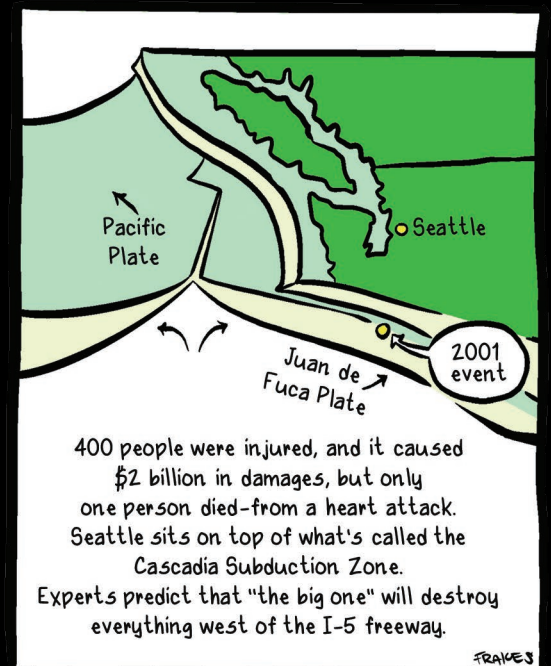 Pacific
Plate
Seattle
2001
event
Juan de
Fuca Plate
400 people were injured, and it caused
$2 billion in damages, but only
one person died-from a heart attack.
Seattle sits on top of what's called the
Cascadia Subduction Zone.
Experts predict that "the big one" will destroy
everything west of the I-5 freeway.
FRAKES